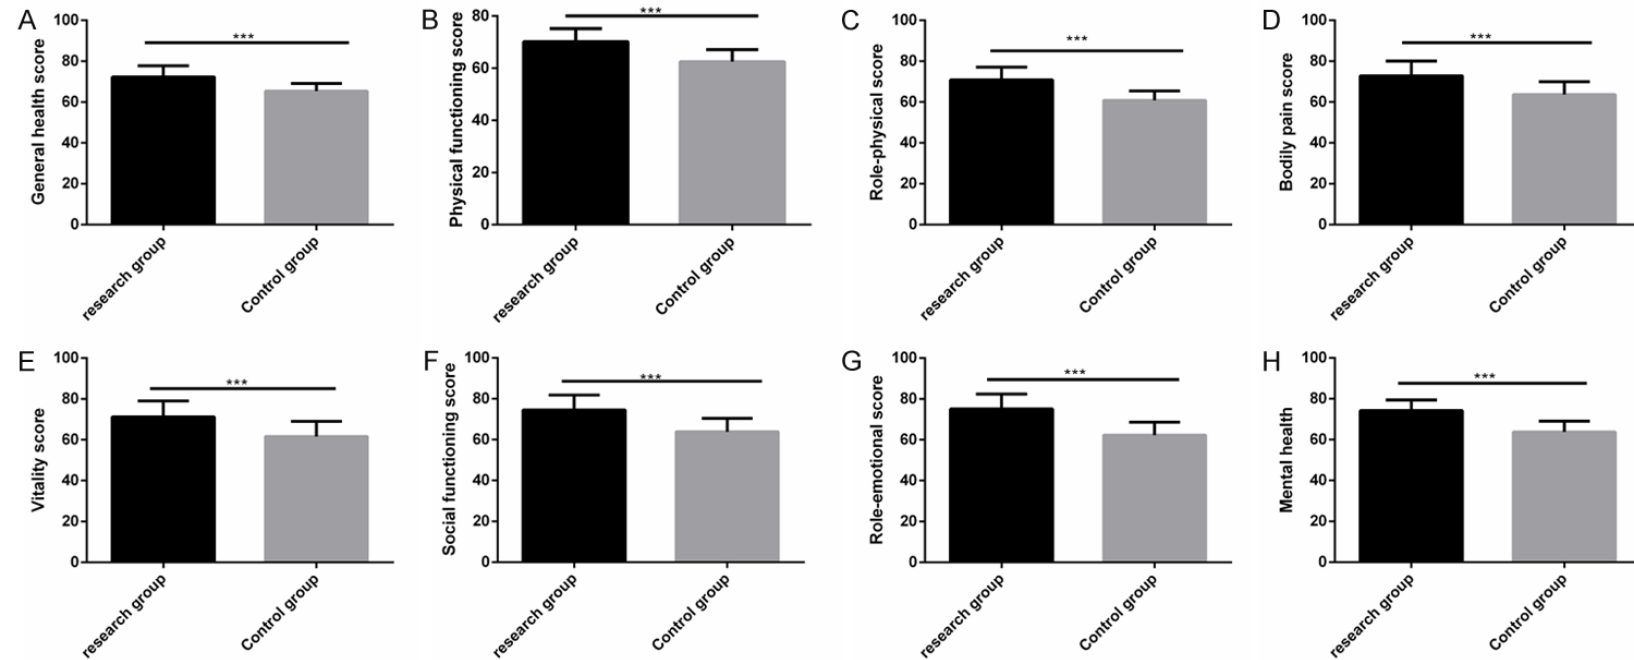 A
General health score
100
80
60
40
20
0
***
research group
Control group
B
Physical functioning score
80
60
40
20
0
***
research group
Control group
C
Role-physical score
100
80
60
40
20
0
***
research group
Control group
D
Bodily pain score
100
80
60
40
20
0
***
research group
Control group
E
Vitality score
100
80
60
40
20
0
***
research group
Control group
F
Social functioning score
100
80
60
40
20
0
***
research group
Control group
G
Role-emotional score
100
80
60
40
20
0
***
research group
Control group
H
Mental health
100
80
60
40
20
0
***
research group
Control group